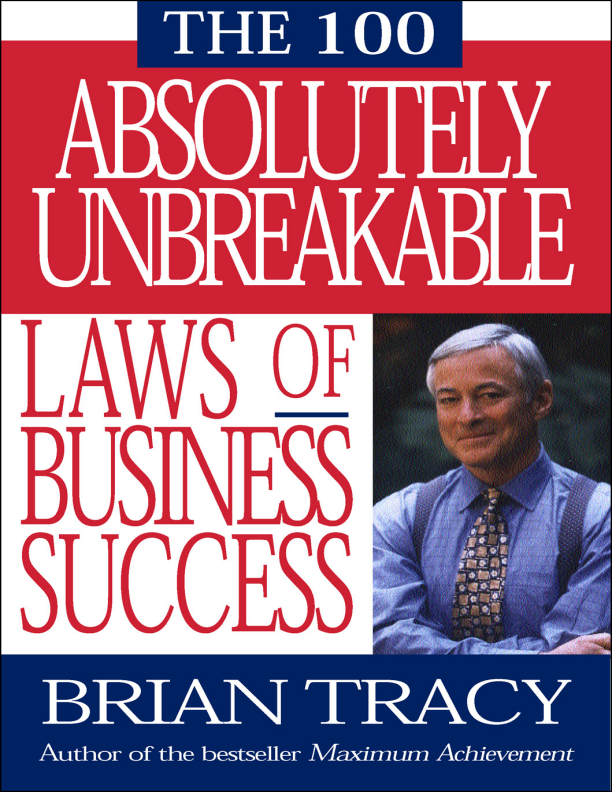 THE 100
ABSOLUTELY
UNBREAKABLE
LAWS OF
BUSINESS
SUCCESS
BRIAN TRACY
Author of the bestseller Maximum Achievement